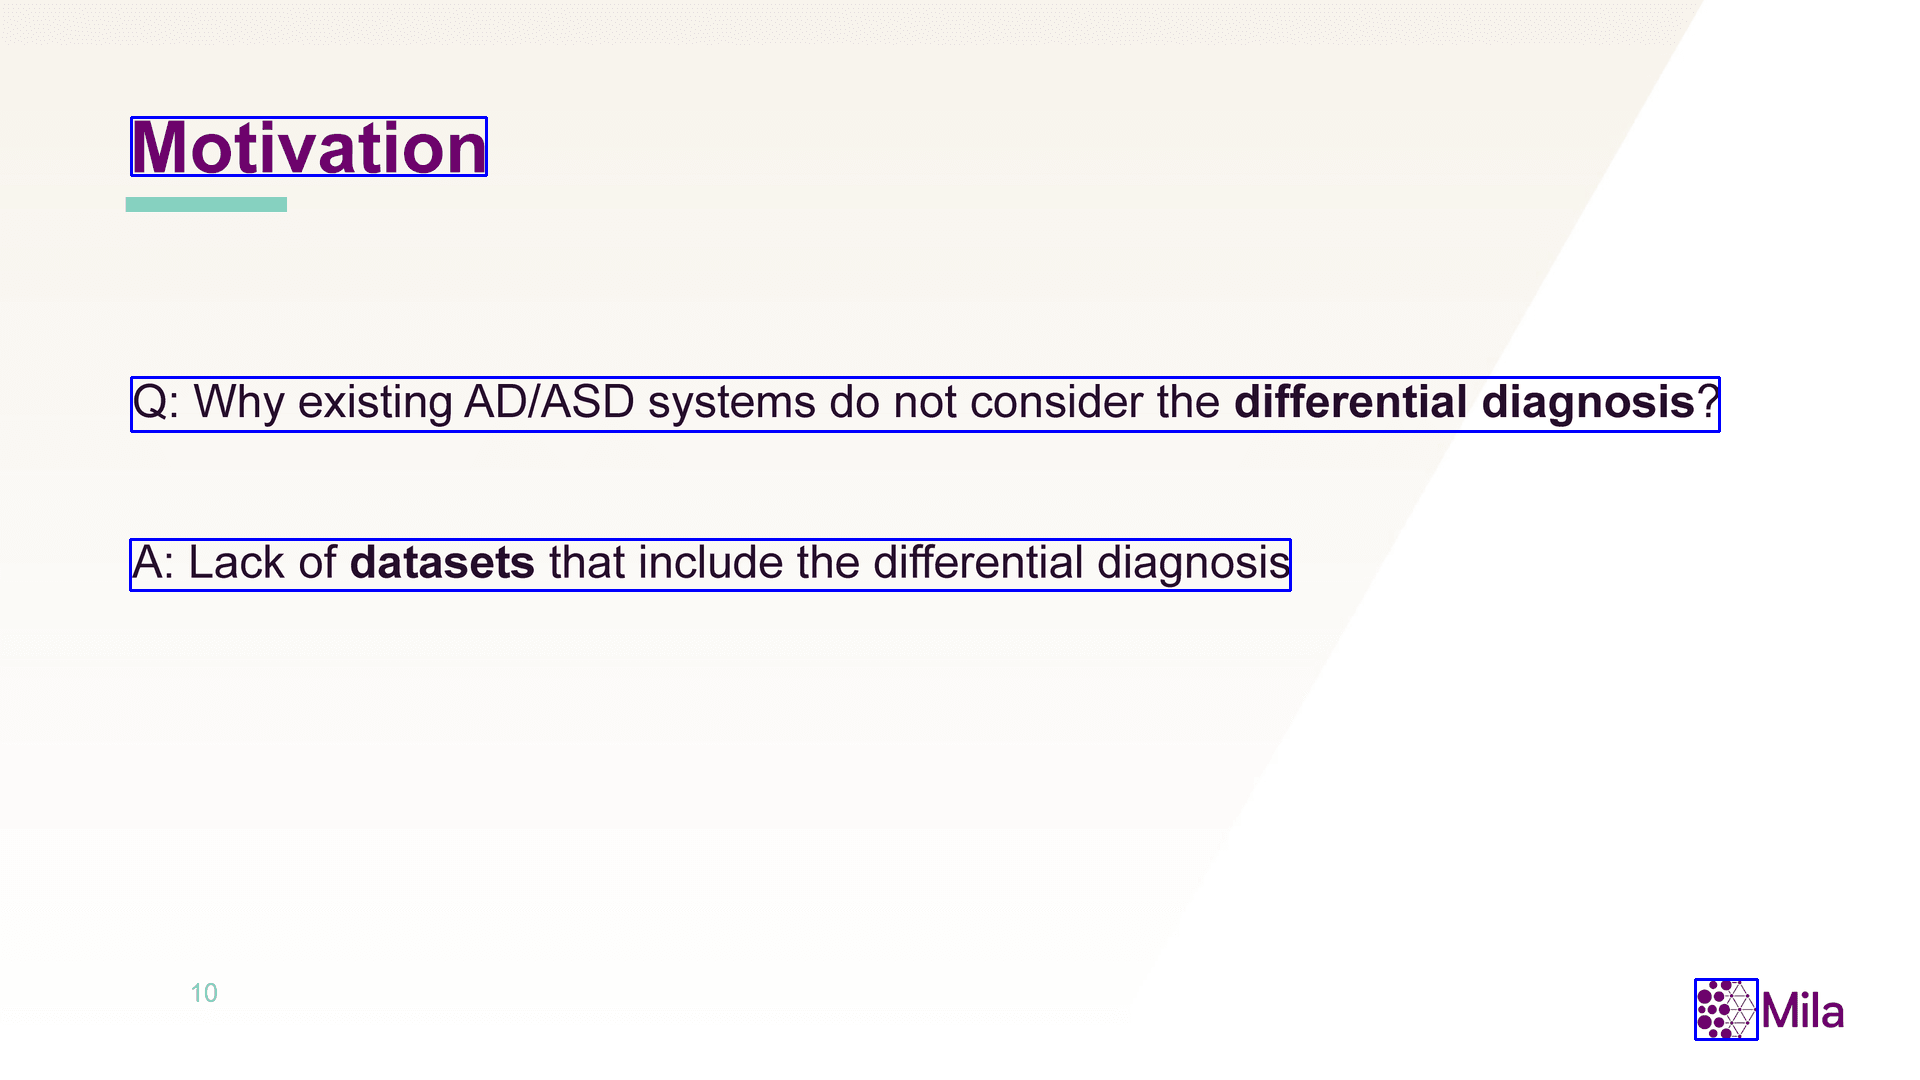 Motivation
Q: Why existing AD/ASD systems do not consider the differential diagnosis?
A: Lack of datasets that include the differential diagnosis
10
Mila